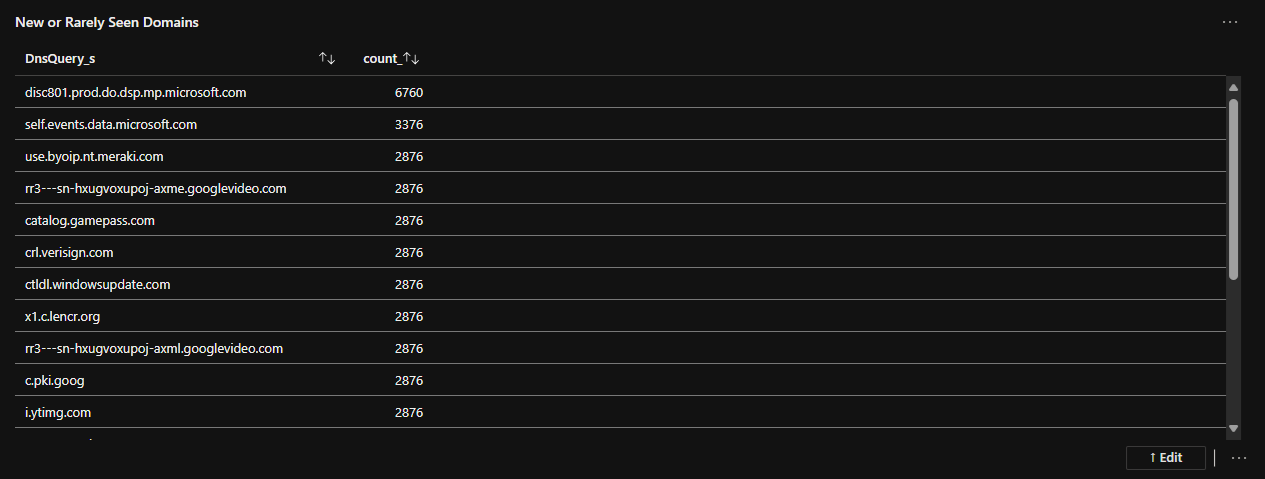 New or Rarely Seen Domains
DnsQuery_s ↑↓ count_↑↓
disc801.prod.do.dsp.mp.microsoft.com 6760
self.events.data.microsoft.com 3376
use.byoip.nt.meraki.com 2876
rr3---sn-hxugvoxupoj-axme.googlevideo.com 2876
catalog.gamepass.com 2876
crl.verisign.com 2876
ctldl.windowsupdate.com 2876
x1.c.lencr.org 2876
rr3---sn-hxugvoxupoj-axml.googlevideo.com 2876
c.pki.goog 2876
i.ytimg.com 2876
↑ Edit